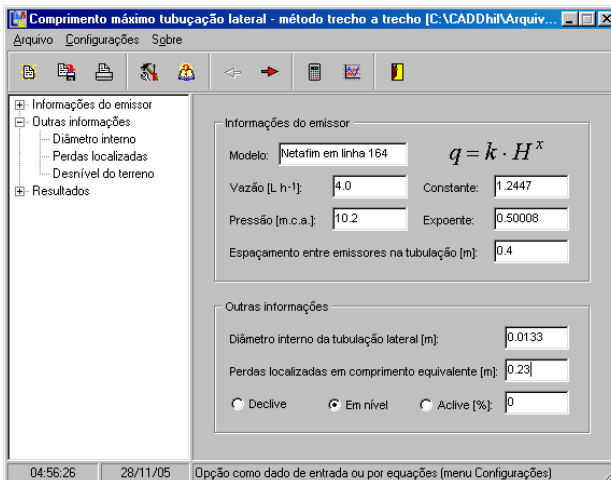 Comprimento máximo tubuçação lateral - método trecho a trecho [C:\CADDhil\Arquiv...
Arquivo Configurações Sobre
Informações do emissor
Outras informações
Diâmetro interno
Perdas localizadas
Desnível do terreno
Resultados
Informações do emissor
Modelo: Netafim em linha 164 q = k · H^x
Vazão [L h-1]: 4.0 Constante: 1.2447
Pressão [m.c.a.]: 10.2 Expoente: 0.50008
Espaçamento entre emissores na tubulação [m]: 0.4
Outras informações
Diâmetro interno da tubulação lateral [m]: 0.0133
Perdas localizadas em comprimento equivalente [m]: 0.23
Declive Em nível Aclive [%]: 0
04:56:26 28/11/05 Opção como dado de entrada ou por equações (menu Configurações)